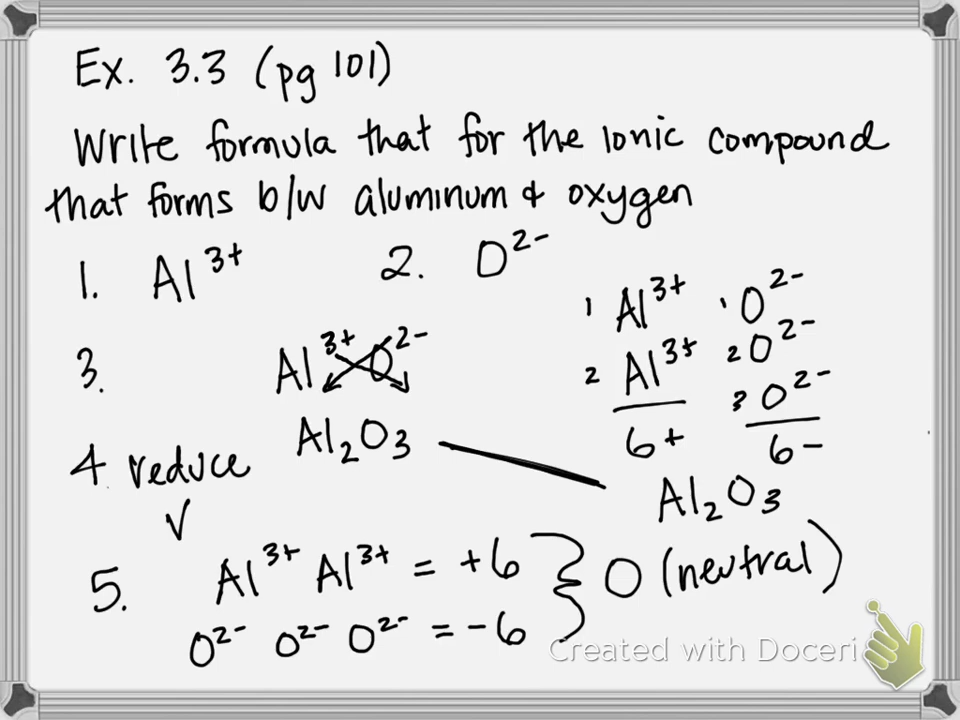 Ex. 3.3 (pg 101)
Write formula that for the Ionic compound
that forms b/w aluminum & oxygen
1. Al³⁺ 2. O²⁻
3. Al³⁺ O²⁻
Al₂O₃
1 Al³⁺ 1 O²⁻
2 Al³⁺ 2 O²⁻
3 O²⁻
6+ 6-
Al₂O₃
4. reduce
√
5. Al³⁺ Al³⁺ = +6
O²⁻ O²⁻ O²⁻ = -6
} 0 (neutral)
Created with Doceri